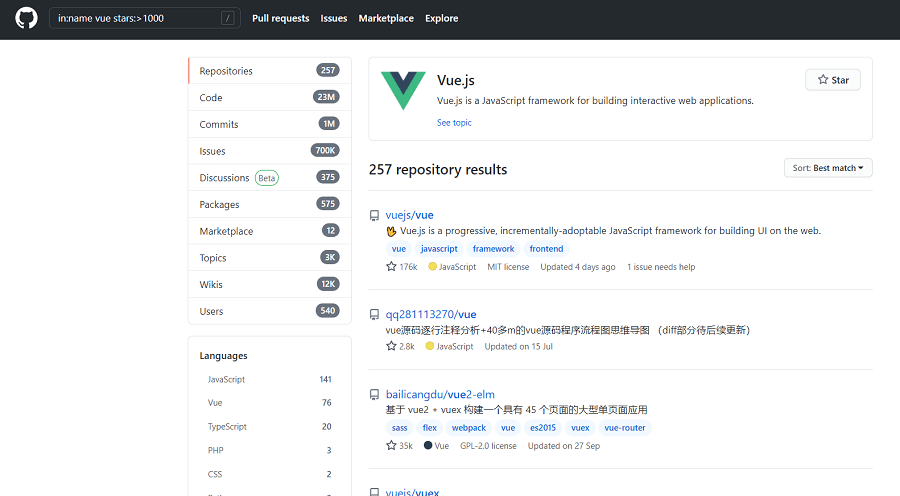 in:name vue stars:>1000 / Pull requests Issues Marketplace Explore
Repositories 257
Code 23M
Commits 1M
Issues 700K
Discussions Beta 375
Packages 575
Marketplace 12
Topics 3K
Wikis 12K
Users 540
Languages
JavaScript 141
Vue 76
TypeScript 20
PHP 3
CSS 2
Vue.js
Star
Vue.js is a JavaScript framework for building interactive web applications.
See topic
257 repository results
Sort: Best match
vuejs/vue
🖖 Vue.js is a progressive, incrementally-adoptable JavaScript framework for building UI on the web.
vue javascript framework frontend
176k JavaScript MIT license Updated 4 days ago 1 issue needs help
qq281113270/vue
vue源码逐行注释分析+40多m的vue源码程序流程图思维导图 （diff部分待后续更新）
2.8k JavaScript Updated on 15 Jul
bailicangdu/vue2-elm
基于 vue2 + vuex 构建一个具有 45 个页面的大型单页面应用
sass flex webpack vue es2015 vuex vue-router
35k Vue GPL-2.0 license Updated on 27 Sep
vuejs/vuex